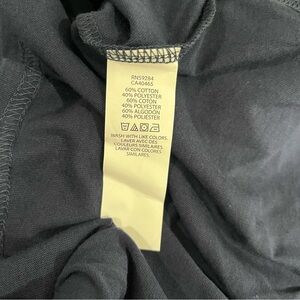 RN59284
CA40465
60% COTTON
40% POLYESTER
60% COTON
40% POLYESTER
60% ALGODÓN
40% POLIÉSTER
WASH WITH LIKE COLORS.
LAVER AVEC DES
COULEURS SIMILAIRES.
LAVAR CON COLORES
SIMILARES.